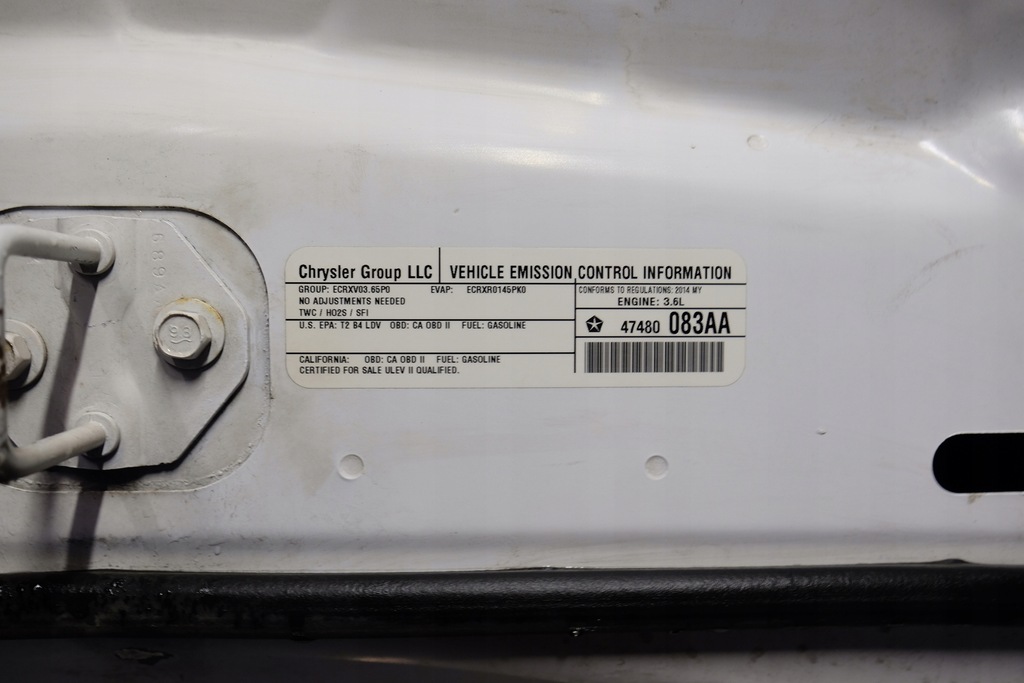 Chrysler Group LLC VEHICLE EMISSION CONTROL INFORMATION
GROUP: ECRXV03.65P0 EVAP: ECRXR0145PK0
CONFORMS TO REGULATIONS: 2014 MY
NO ADJUSTMENTS NEEDED
ENGINE: 3.6L
TWC / HO2S / SFI
U.S. EPA: T2 B4 LDV OBD: CA OBD II FUEL: GASOLINE
47480 083AA
CALIFORNIA: OBD: CA OBD II FUEL: GASOLINE
CERTIFIED FOR SALE ULEV II QUALIFIED.